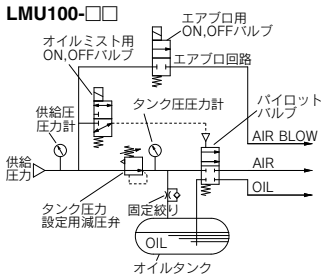 LMU100-□□
エアブロ用
ON,OFFバルブ
オイルミスト用
ON,OFFバルブ
エアブロ回路
供給圧
圧力計
タンク圧圧力計
パイロット
バルブ
AIR BLOW
供給
圧力
AIR
OIL
タンク圧力
設定用減圧弁
固定絞り
OIL
オイルタンク